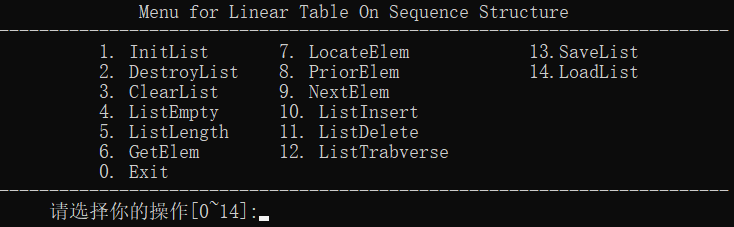 Menu for Linear Table On Sequence Structure
1. InitList 7. LocateElem 13.SaveList
2. DestroyList 8. PriorElem 14.LoadList
3. ClearList 9. NextElem
4. ListEmpty 10. ListInsert
5. ListLength 11. ListDelete
6. GetElem 12. ListTrabverse
0. Exit
请选择你的操作[0~14]: